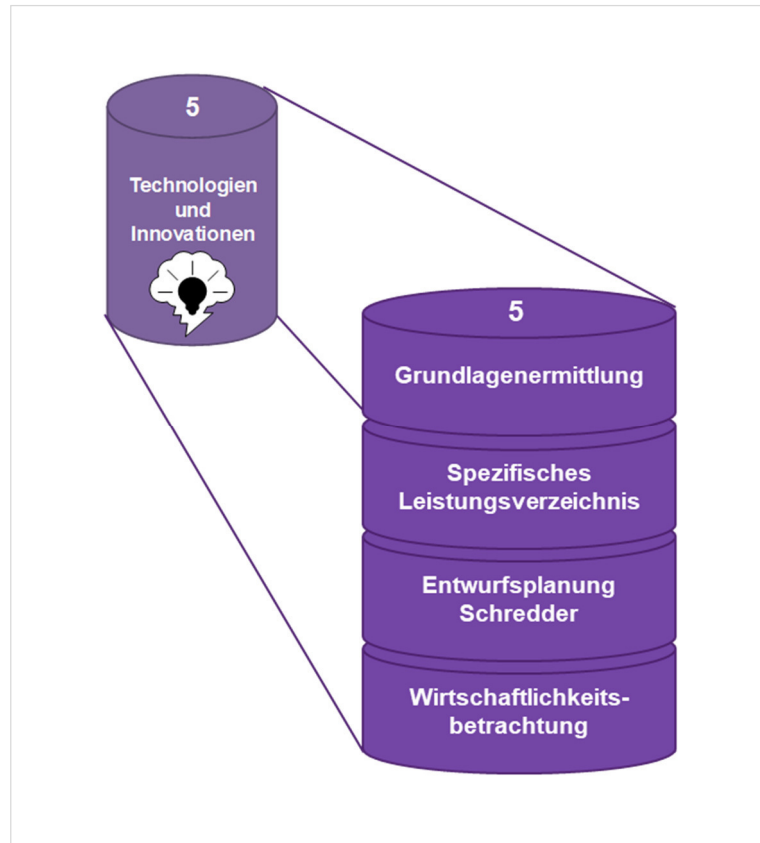 5
Technologien
und
Innovationen
5
Grundlagenermittlung
Spezifisches
Leistungsverzeichnis
Entwurfsplanung
Schredder
Wirtschaftlichkeits-
betrachtung